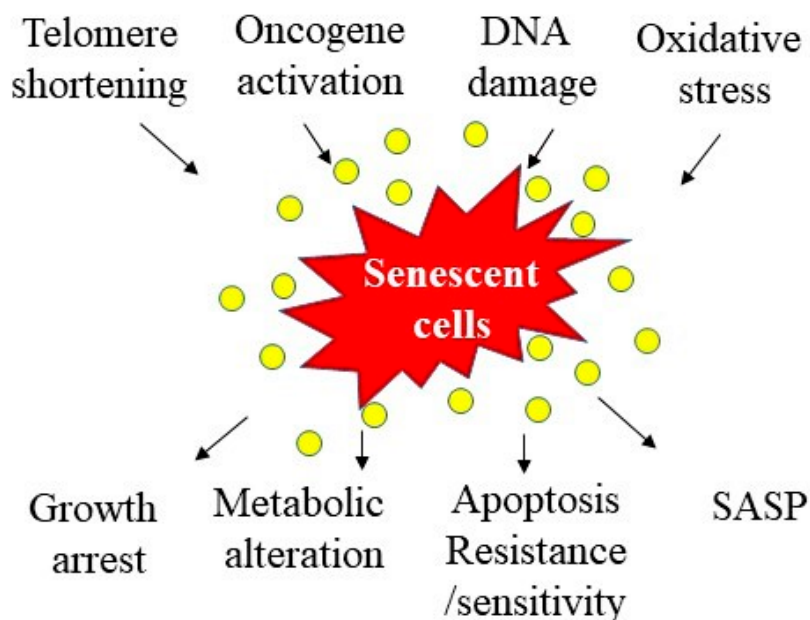 Telomere
shortening
Oncogene
activation
DNA
damage
Oxidative
stress
Senescent
cells
Growth
arrest
Metabolic
alteration
Apoptosis
Resistance
/sensitivity
SASP